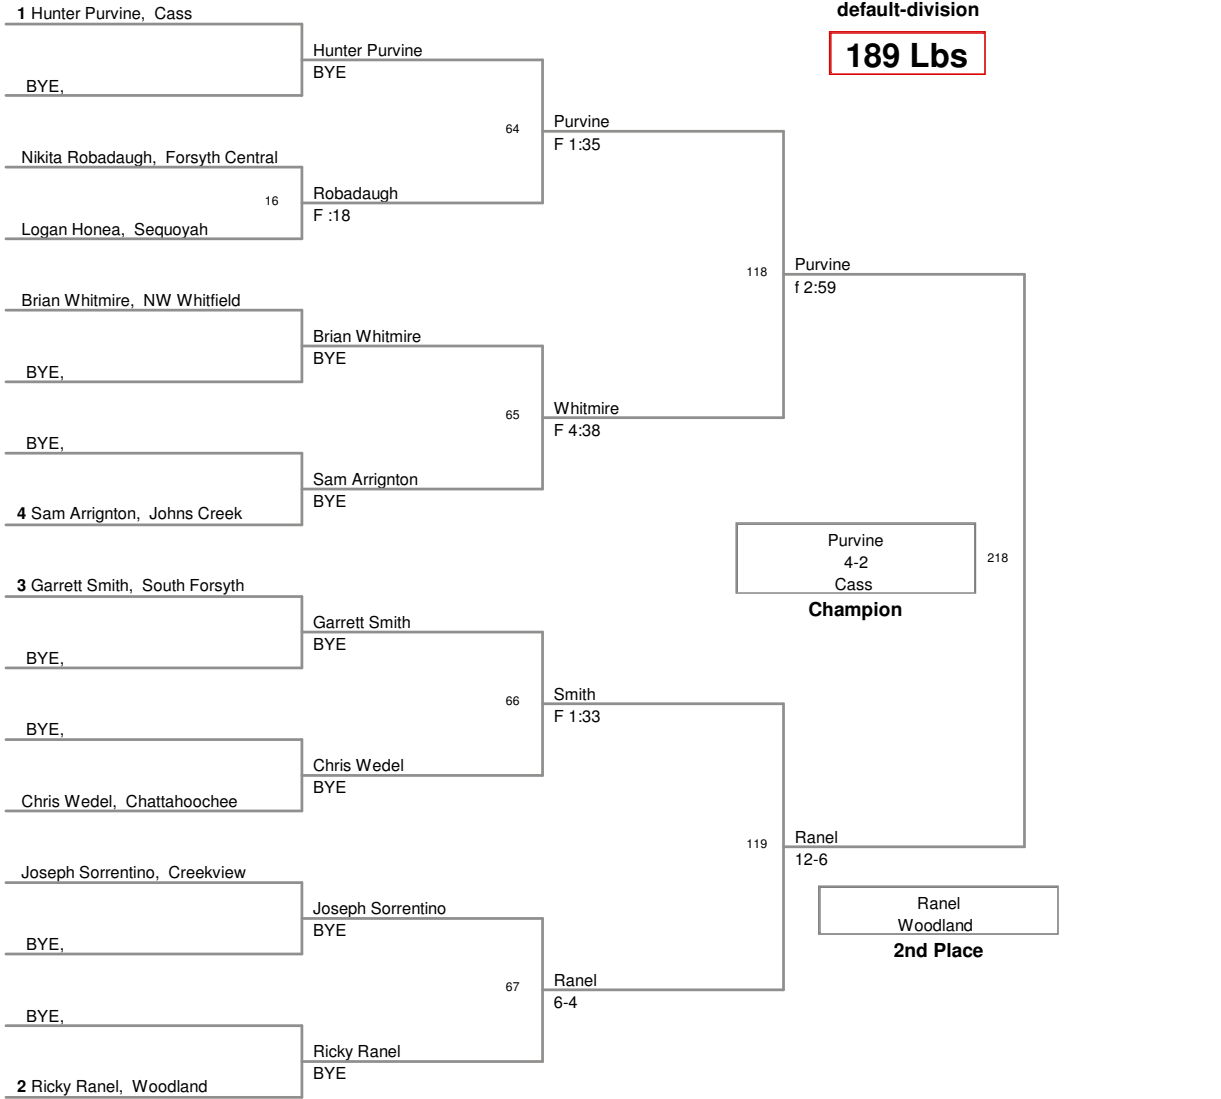 default-division
189 Lbs
1 Hunter Purvine, Cass
Hunter Purvine
BYE
BYE,
64
Purvine
F 1:35
Nikita Robadaugh, Forsyth Central
16
Robadaugh
F :18
Logan Honea, Sequoyah
118
Purvine
f 2:59
Brian Whitmire, NW Whitfield
Brian Whitmire
BYE
BYE,
65
Whitmire
F 4:38
BYE,
Sam Arrignton
BYE
4 Sam Arrignton, Johns Creek
Purvine
4-2
Cass
Champion
218
3 Garrett Smith, South Forsyth
Garrett Smith
BYE
BYE,
66
Smith
F 1:33
BYE,
Chris Wedel
BYE
Chris Wedel, Chattahoochee
119
Ranel
12-6
Joseph Sorrentino, Creekview
Joseph Sorrentino
BYE
BYE,
Ranel
Woodland
2nd Place
67
Ranel
6-4
BYE,
Ricky Ranel
BYE
2 Ricky Ranel, Woodland